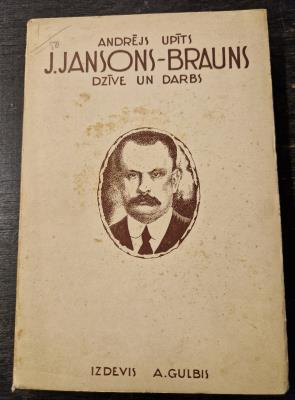 ANDRĒJS UPĪTS
J.JANSONS-BRAUNS
DZĪVE UN DARBS
IZDEVIS A.GULBIS